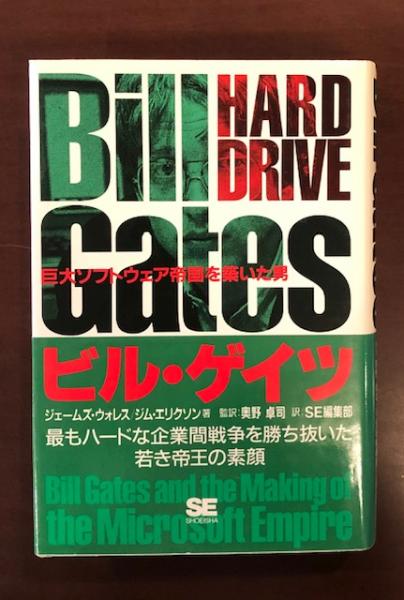 Bill
HARD
DRIVE
Gates
巨大ソフトウェア帝国を築いた男
ビル・ゲイツ
ジェームズ・ウォレス／ジム・エリクソン 著　監訳：奥野 卓司　訳：SE編集部
最もハードな企業間戦争を勝ち抜いた
若き帝王の素顔
Bill Gates and the Making of
the Microsoft Empire
SE
SHOEISHA